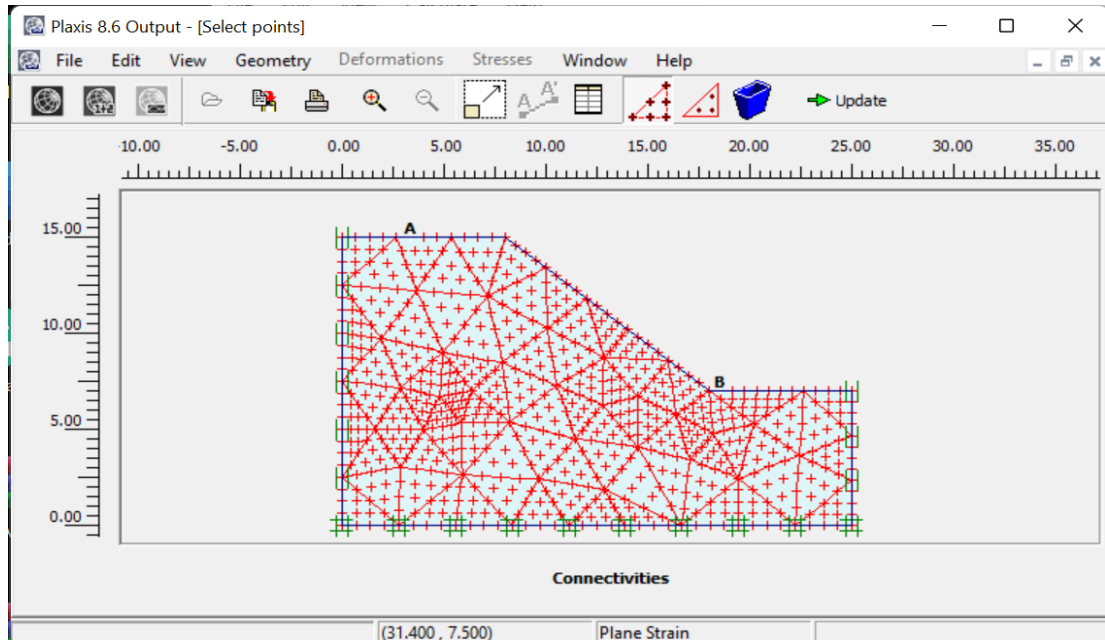 Plaxis 8.6 Output - [Select points]
File Edit View Geometry Deformations Stresses Window Help
A A' Update
-10.00 -5.00 0.00 5.00 10.00 15.00 20.00 25.00 30.00 35.00
15.00
A
10.00
B
5.00
0.00
Connectivities
(31.400 , 7.500) Plane Strain